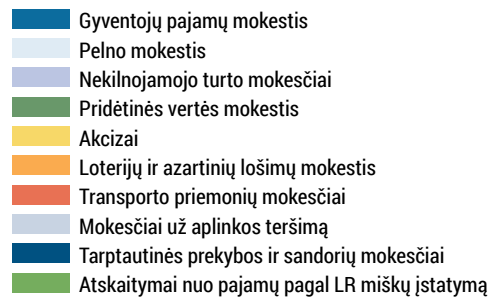 Gyventojų pajamų mokestis
Pelno mokestis
Nekilnojamojo turto mokesčiai
Pridėtinės vertės mokestis
Akcizai
Loterijų ir azartinių lošimų mokestis
Transporto priemonių mokesčiai
Mokesčiai už aplinkos teršimą
Tarptautinės prekybos ir sandorių mokesčiai
Atskaitymai nuo pajamų pagal LR miškų įstatymą